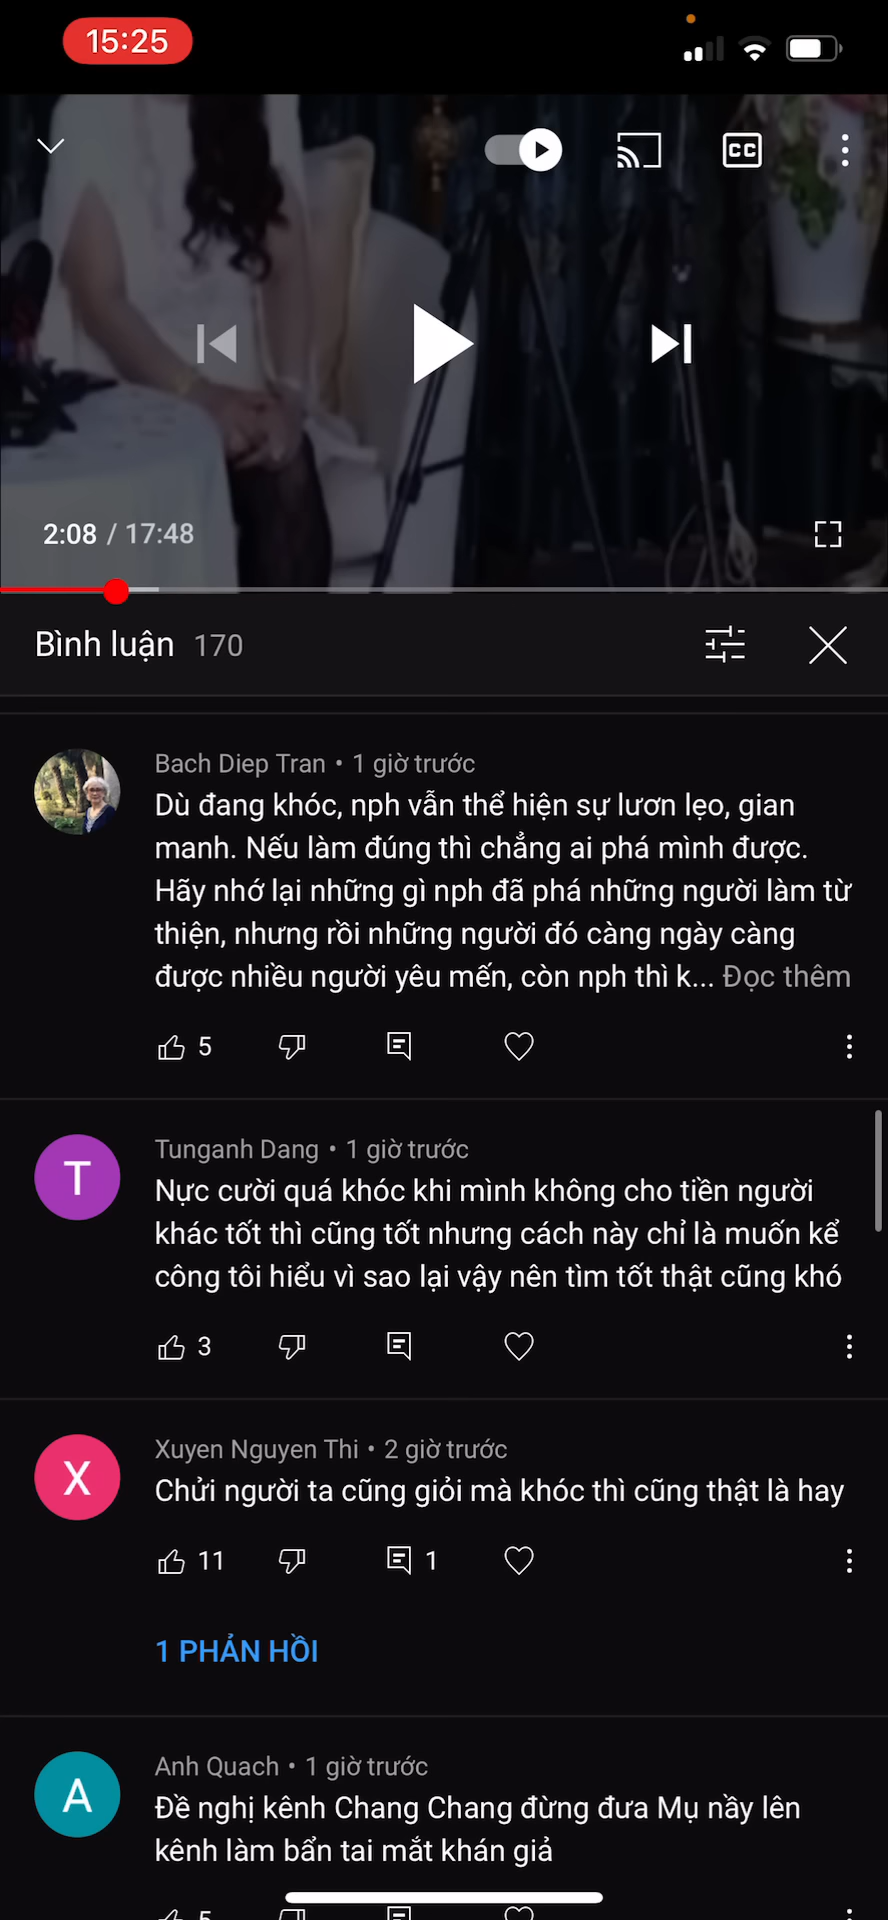 15:25
CC
2:08 / 17:48
Bình luận 170
Bach Diep Tran • 1 giờ trước
Dù đang khóc, nph vẫn thể hiện sự lươn lẹo, gian
manh. Nếu làm đúng thì chẳng ai phá mình được.
Hãy nhớ lại những gì nph đã phá những người làm từ
thiện, nhưng rồi những người đó càng ngày càng
được nhiều người yêu mến, còn nph thì k... Đọc thêm
5
T
Tunganh Dang • 1 giờ trước
Nực cười quá khóc khi mình không cho tiền người
khác tốt thì cũng tốt nhưng cách này chỉ là muốn kể
công tôi hiểu vì sao lại vậy nên tìm tốt thật cũng khó
3
X
Xuyen Nguyen Thi • 2 giờ trước
Chửi người ta cũng giỏi mà khóc thì cũng thật là hay
11 1
1 PHẢN HỒI
A
Anh Quach • 1 giờ trước
Đề nghị kênh Chang Chang đừng đưa Mụ nầy lên
kênh làm bẩn tai mắt khán giả
5